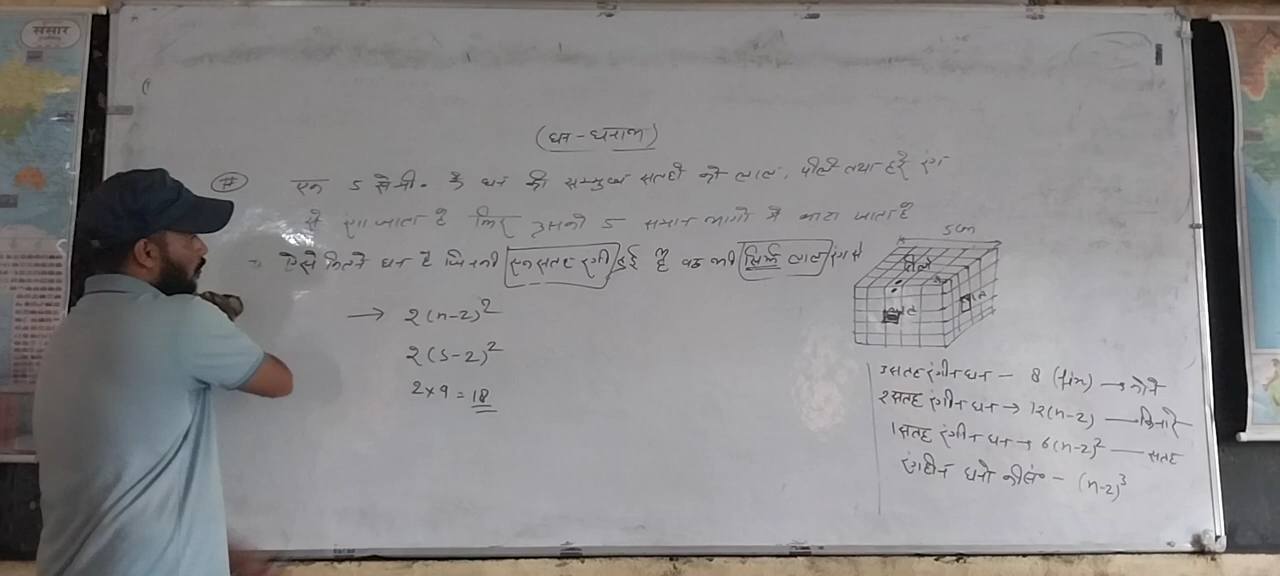 संसार
(घन - घनाभ)
# एक 5 सेमी. के घन की सम्मुख सतहों को लाल, पीले तथा हरे रंग
से रंगा जाता है फिर उसको 5 समान भागों में काटा जाता है
ऐसे कितने घन है जिनकी एक सतह रंगी हुई है वह भी सिर्फ लाल रंग से
→ 2(n-2)²
2(5-2)²
2×9 = 18
5cm
3 सतह रंगीन घन – 8 (fix) → कोने
2 सतह रंगीन घन → 12(n-2) — किनारे
1 सतह रंगीन घन → 6(n-2)² — सतह
रंगहीन घनो की सं० – (n-2)³